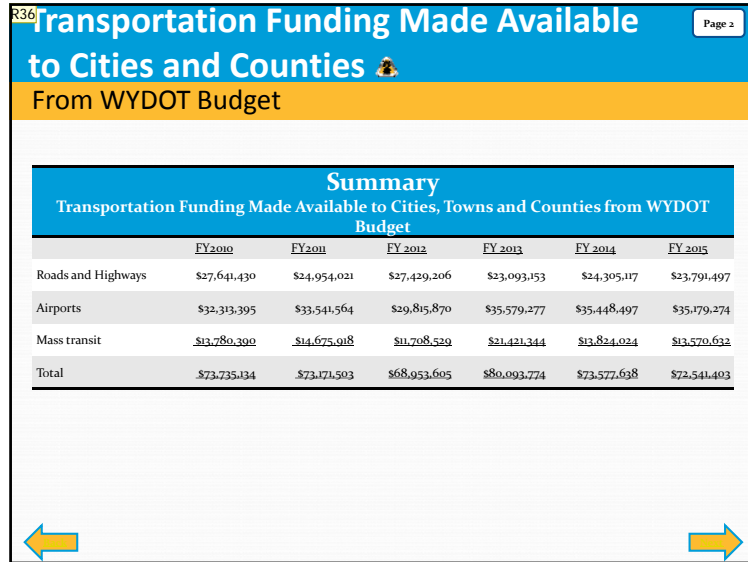 R36
Transportation Funding Made Available
Page 2
to Cities and Counties
From WYDOT Budget
Summary
Transportation Funding Made Available to Cities, Towns and Counties from WYDOT
Budget
FY2010 FY2011 FY 2012 FY 2013 FY 2014 FY 2015
Roads and Highways $27,641,430 $24,954,021 $27,429,206 $23,093,153 $24,305,117 $23,791,497
Airports $32,313,395 $33,541,564 $29,815,870 $35,579,277 $35,448,497 $35,179,274
Mass transit $13,780,390 $14,675,918 $11,708,529 $21,421,344 $13,824,024 $13,570,632
Total $73,735,134 $73,171,503 $68,953,605 $80,093,774 $73,577,638 $72,541,403